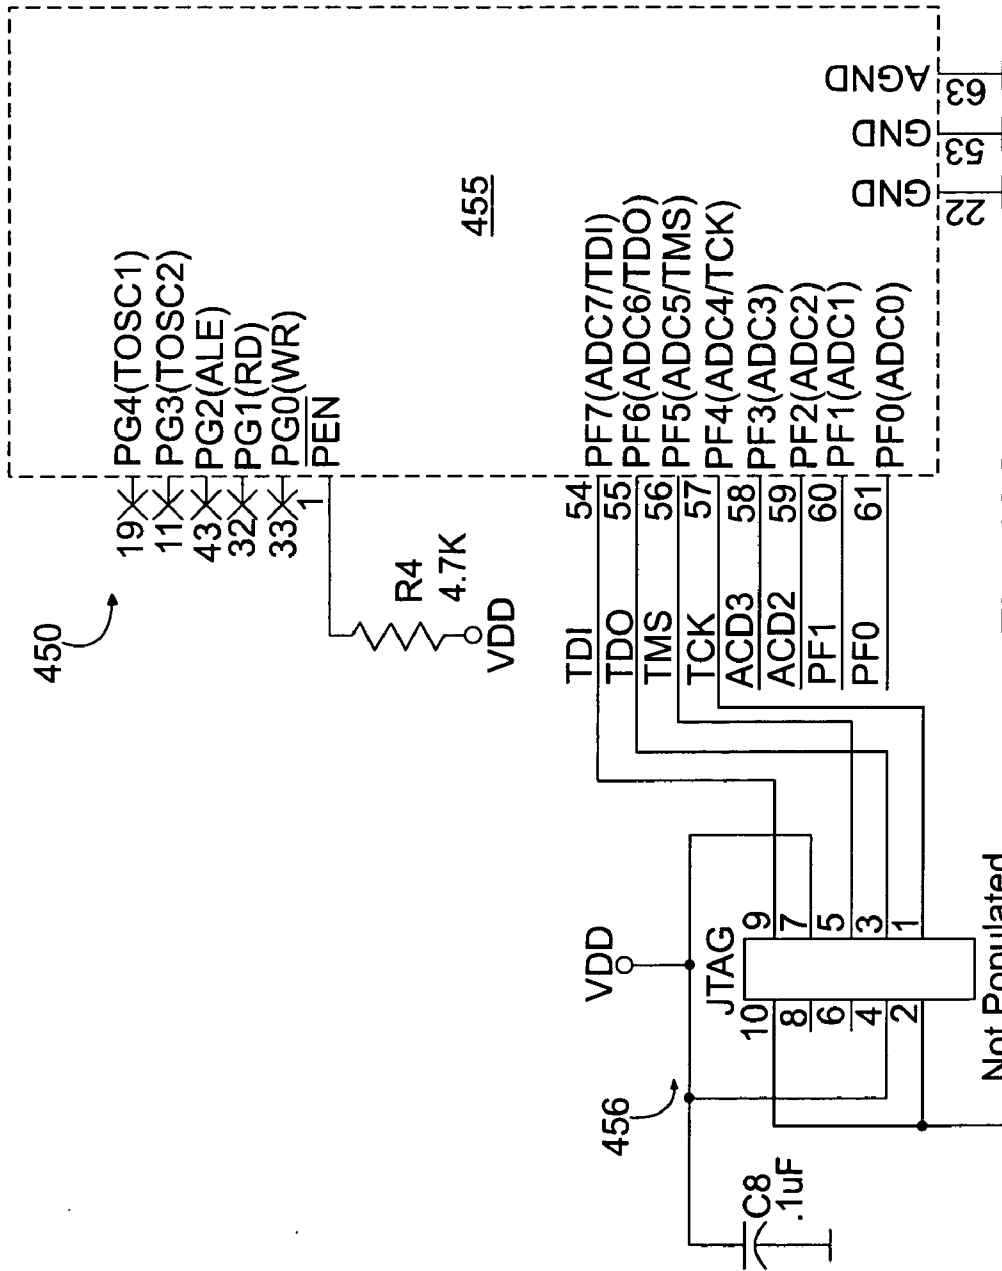 450
19 PG4(TOSC1)
11 PG3(TOSC2)
43 PG2(ALE)
32 PG1(RD)
33 PG0(WR)
1 PEN
R4
4.7K
VDD
455
TDI 54 PF7(ADC7/TDI)
TDO 55 PF6(ADC6/TDO)
TMS 56 PF5(ADC5/TMS)
TCK 57 PF4(ADC4/TCK)
ACD3 58 PF3(ADC3)
ACD2 59 PF2(ADC2)
PF1 60 PF1(ADC1)
PF0 61 PF0(ADC0)
GND GND AGND
22 53 63
456
VDD
JTAG
10 9
8 7
6 5
4 3
2 1
C8
.1uF
Not Populated